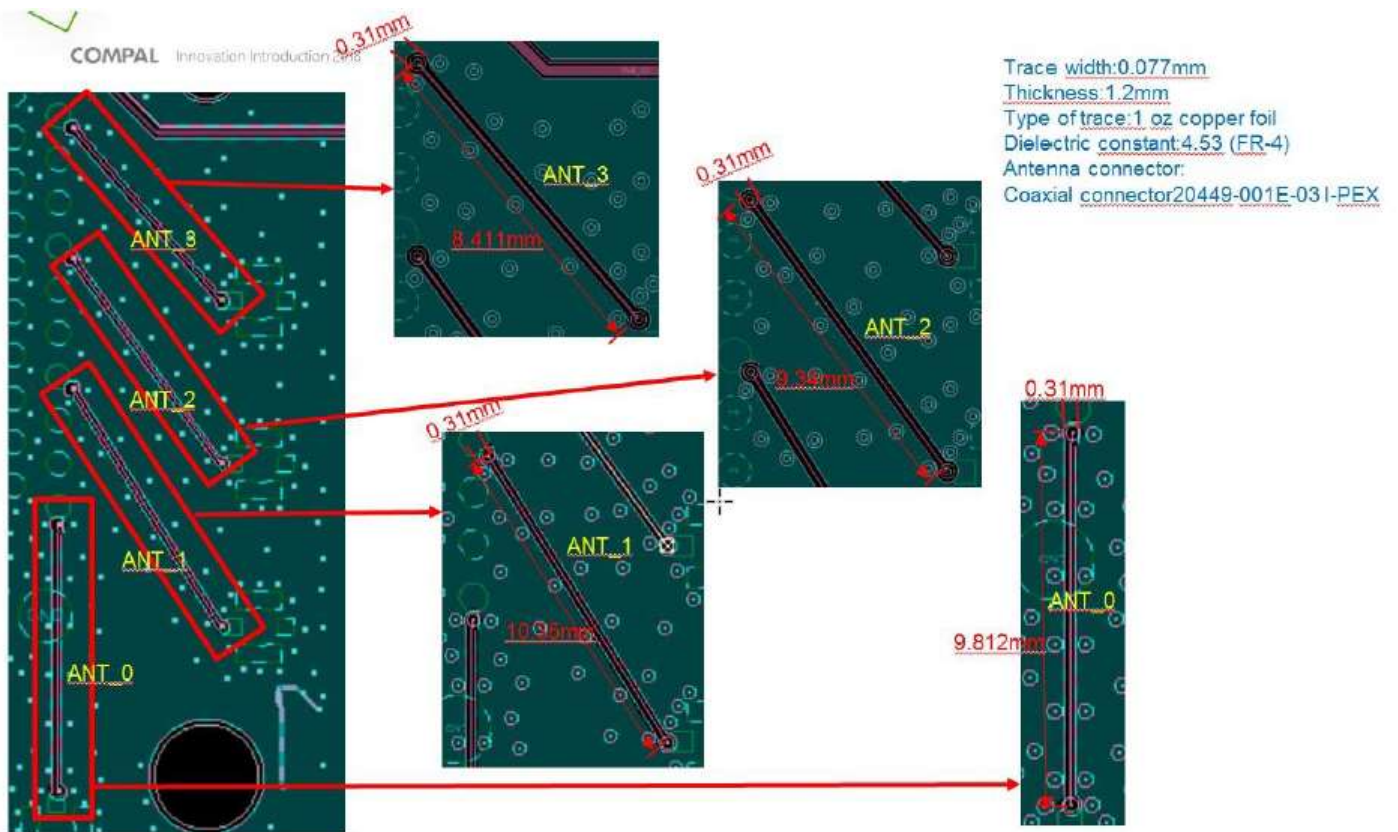 COMPAL Innovation Introduction
0.31mm
ANT_3
8.411mm
Trace width:0.077mm
Thickness:1.2mm
Type of trace:1 oz copper foil
Dielectric constant:4.53 (FR-4)
Antenna connector:
Coaxial connector20449-001E-03 I-PEX
0.31mm
ANT_2
9.34mm
ANT_3
ANT_2
ANT_1
ANT_0
0.31mm
ANT_1
0.31mm
ANT_0
9.812mm